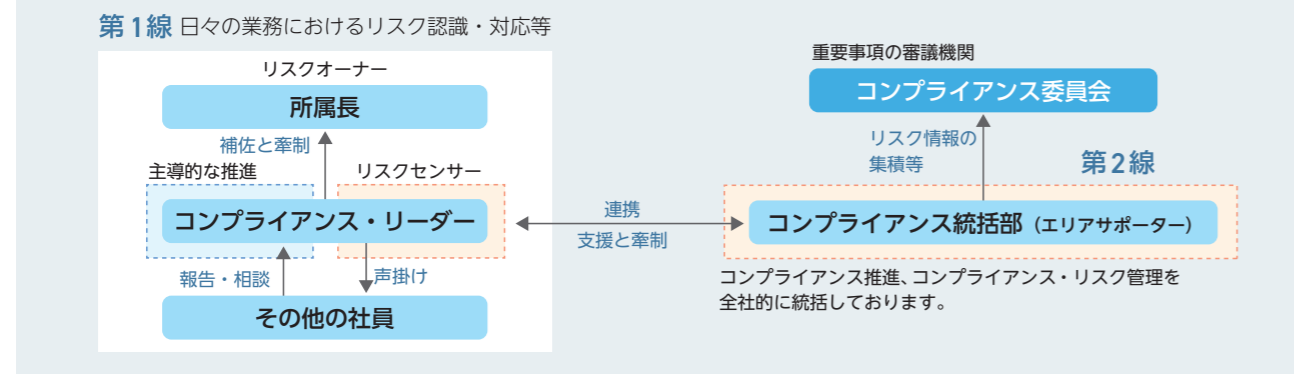 第1線 日々の業務におけるリスク認識・対応等
リスクオーナー
所属長
補佐と牽制
主導的な推進
リスクセンサー
コンプライアンス・リーダー
報告・相談
声掛け
その他の社員
連携
支援と牽制
重要事項の審議機関
コンプライアンス委員会
リスク情報の
集積等
第2線
コンプライアンス統括部（エリアサポーター）
コンプライアンス推進、コンプライアンス・リスク管理を
全社的に統括しております。